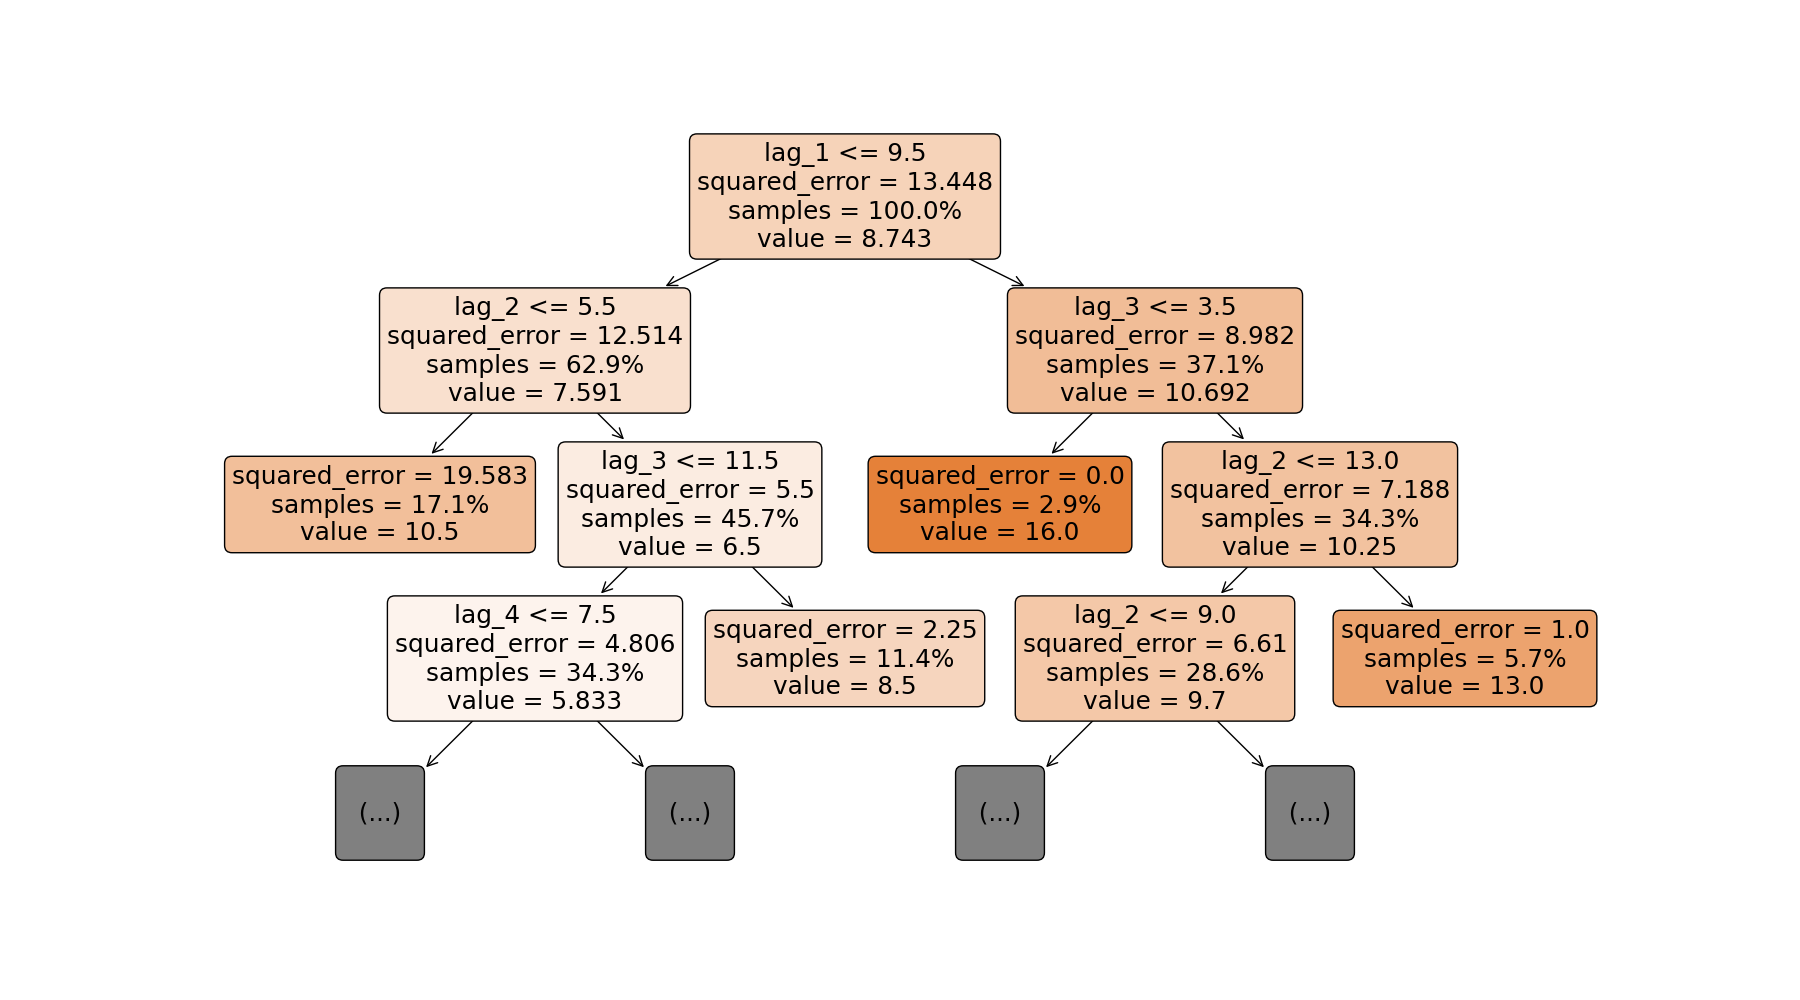 lag_1 <= 9.5
squared_error = 13.448
samples = 100.0%
value = 8.743
lag_2 <= 5.5
squared_error = 12.514
samples = 62.9%
value = 7.591
lag_3 <= 3.5
squared_error = 8.982
samples = 37.1%
value = 10.692
squared_error = 19.583
samples = 17.1%
value = 10.5
lag_3 <= 11.5
squared_error = 5.5
samples = 45.7%
value = 6.5
squared_error = 0.0
samples = 2.9%
value = 16.0
lag_2 <= 13.0
squared_error = 7.188
samples = 34.3%
value = 10.25
lag_4 <= 7.5
squared_error = 4.806
samples = 34.3%
value = 5.833
squared_error = 2.25
samples = 11.4%
value = 8.5
lag_2 <= 9.0
squared_error = 6.61
samples = 28.6%
value = 9.7
squared_error = 1.0
samples = 5.7%
value = 13.0
(...)
(...)
(...)
(...)